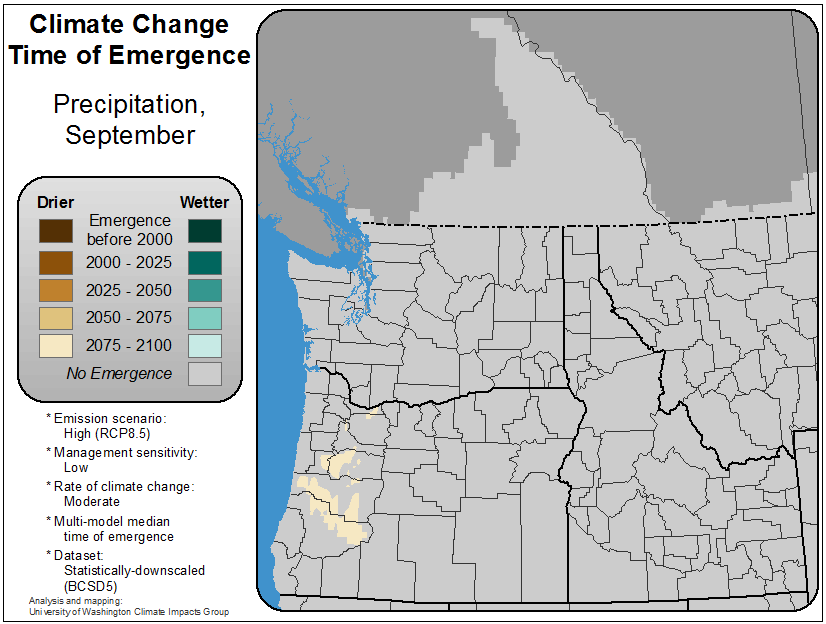 Climate Change
Time of Emergence
Precipitation,
September
Drier
Wetter
Emergence
before 2000
2000 - 2025
2025 - 2050
2050 - 2075
2075 - 2100
No Emergence
* Emission scenario:
High (RCP8.5)
* Management sensitivity:
Low
* Rate of climate change:
Moderate
* Multi-model median
time of emergence
* Dataset:
Statistically-downscaled
(BCSD5)
Analysis and mapping:
University of Washington Climate Impacts Group